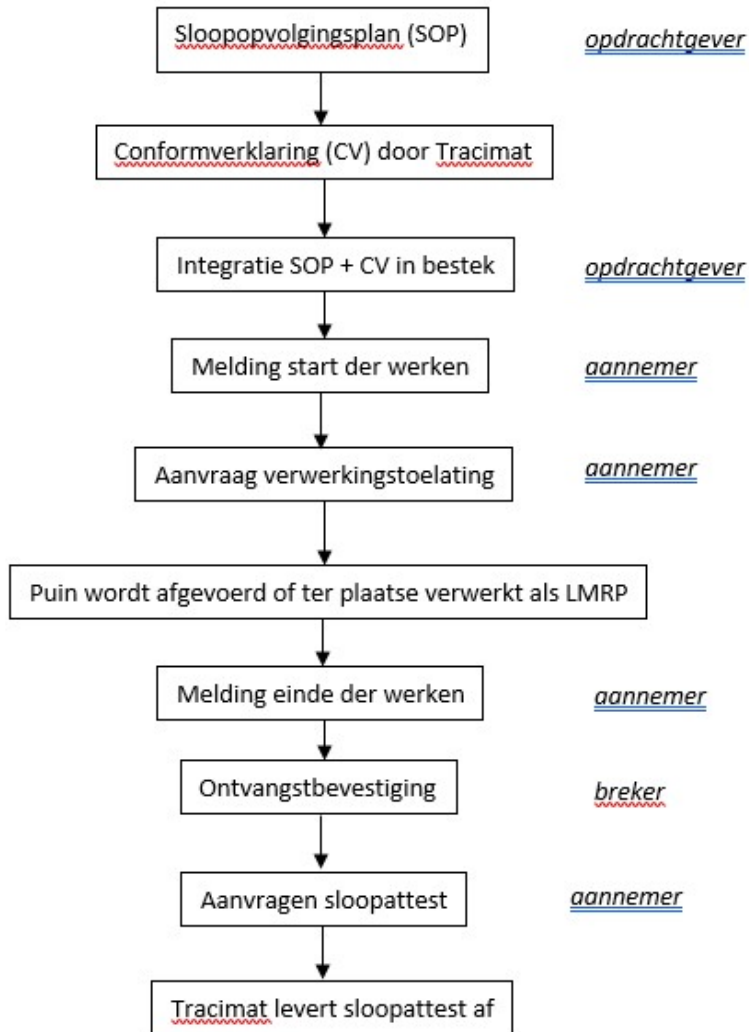 Sloopopvolgingsplan (SOP) opdrachtgever
Conformverklaring (CV) door Tracimat
Integratie SOP + CV in bestek opdrachtgever
Melding start der werken aannemer
Aanvraag verwerkingstoelating aannemer
Puin wordt afgevoerd of ter plaatse verwerkt als LMRP
Melding einde der werken aannemer
Ontvangstbevestiging breker
Aanvragen sloopattest aannemer
Tracimat levert sloopattest af